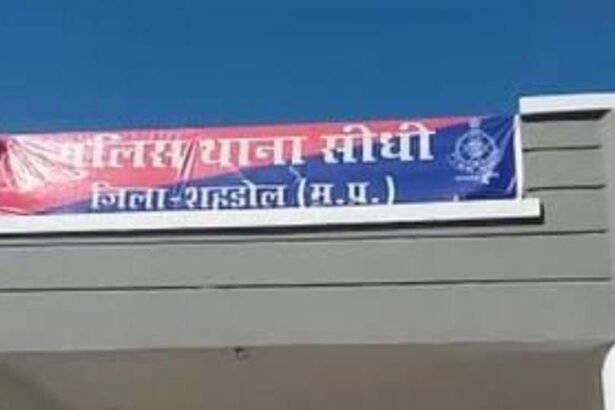 पुलिस थाना सीधी
जिला-शहडोल (म.प्र.)